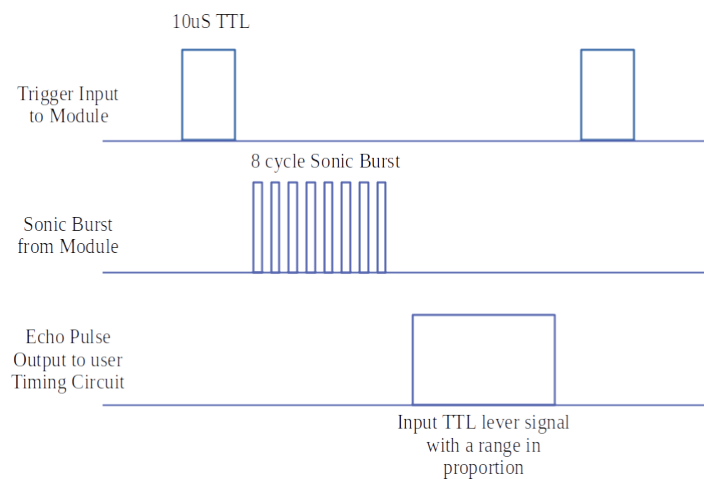 10uS TTL
Trigger Input
to Module
8 cycle Sonic Burst
Sonic Burst
from Module
Echo Pulse
Output to user
Timing Circuit
Input TTL lever signal
with a range in
proportion